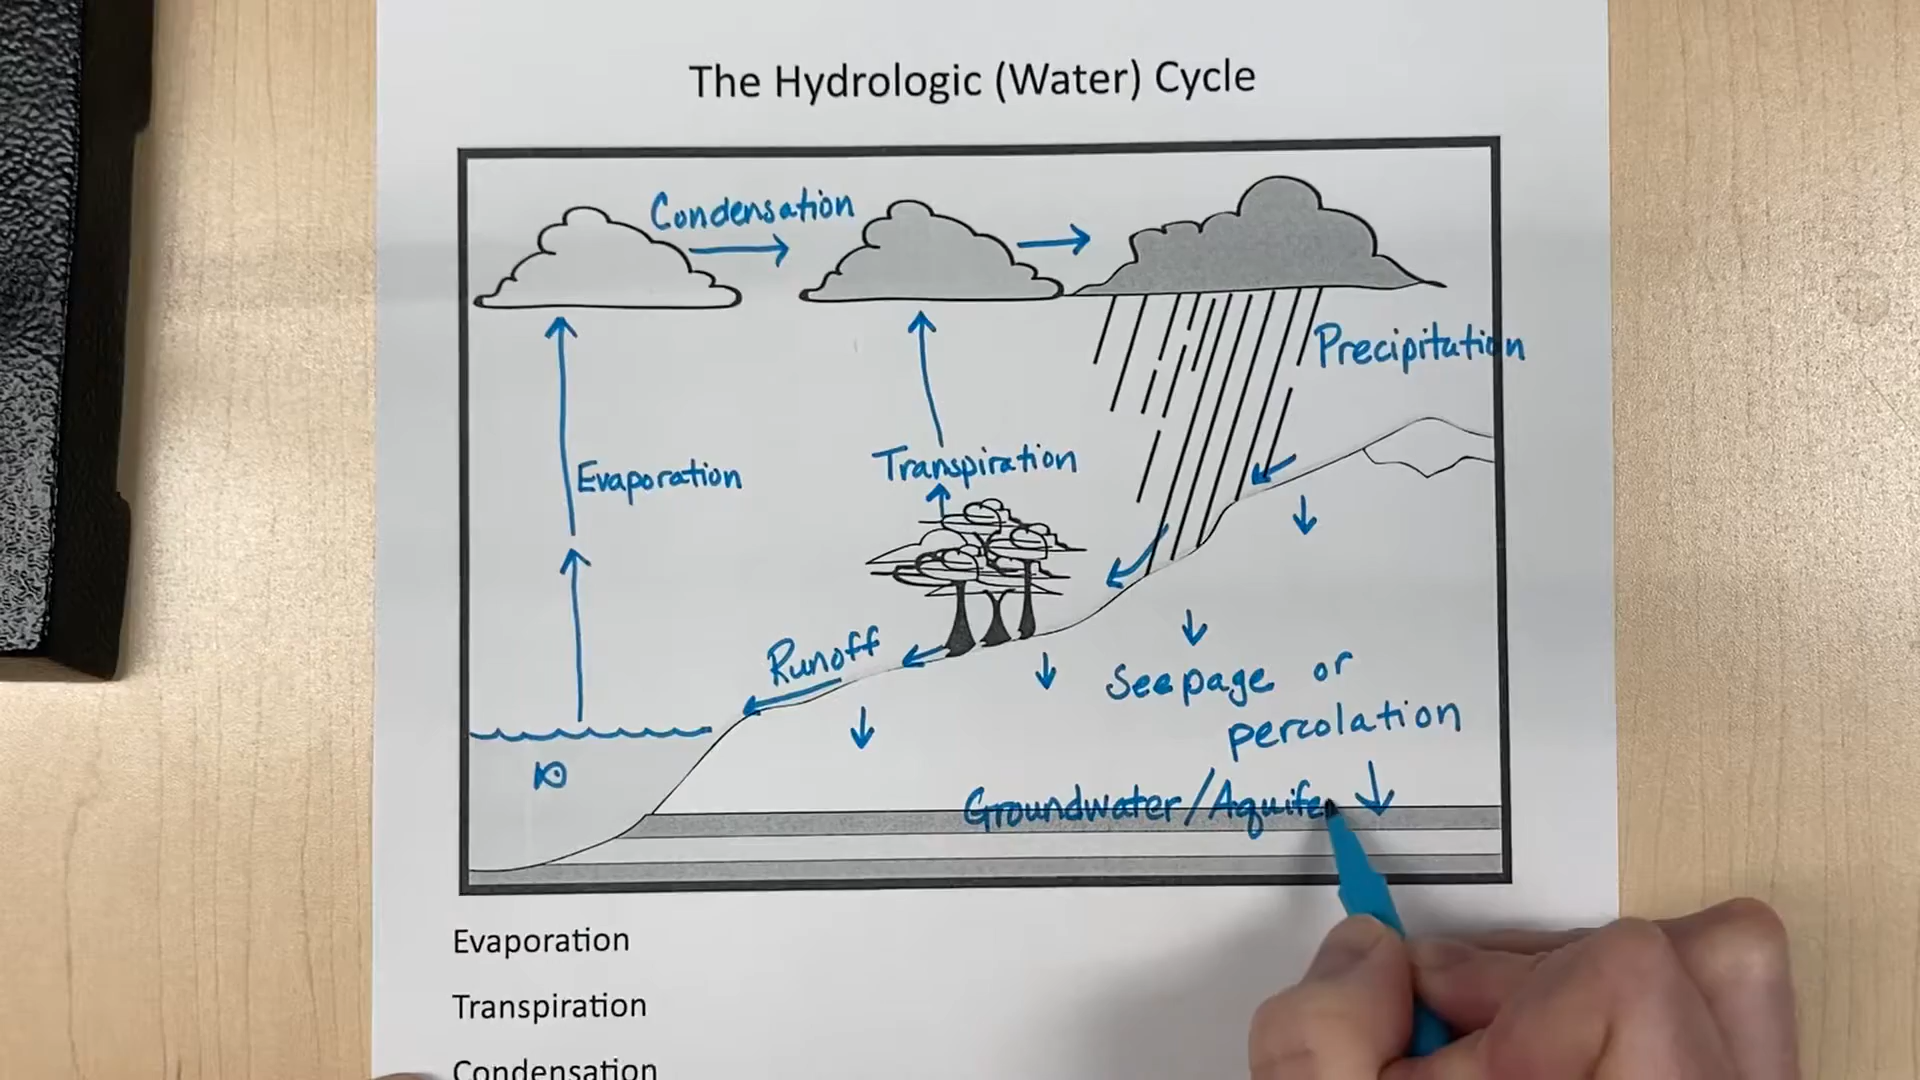 The Hydrologic (Water) Cycle
Condensation
Precipitation
Evaporation
Transpiration
Runoff
Seepage or
percolation
Groundwater/Aquifer
Evaporation
Transpiration
Condensation